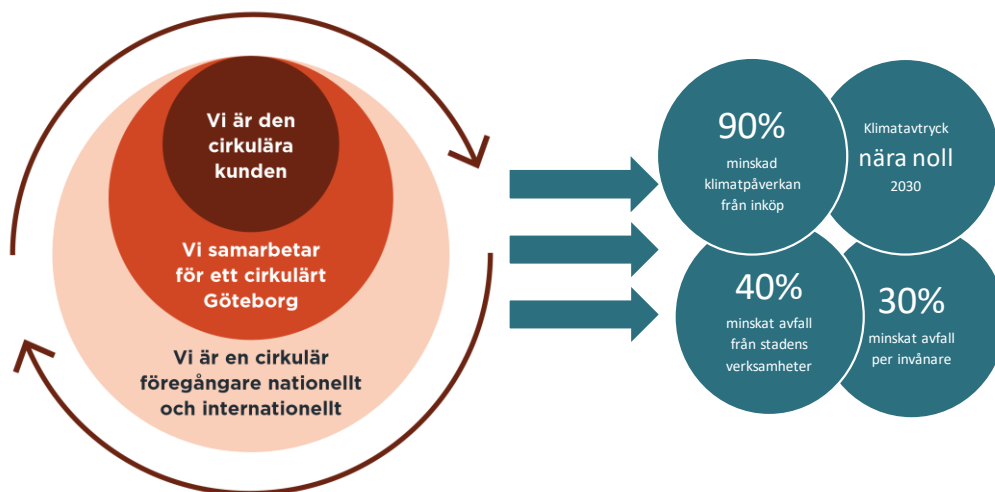 Vi är den
cirkulära
kunden
Vi samarbetar
för ett cirkulärt
Göteborg
Vi är en cirkulär
föregångare nationellt
och internationellt
90%
minskad
klimatpåverkan
från inköp
Klimatavtryck
nära noll
2030
40%
minskat avfall
från stadens
verksamheter
30%
minskat avfall
per invånare